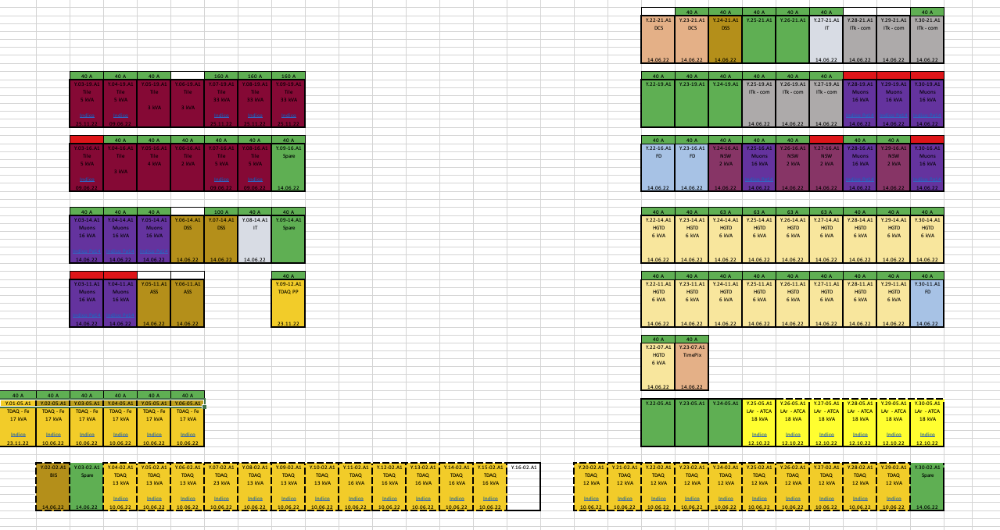 40 A 40 A 40 A 40 A 40 A 40 A
Y.22-21.A1 Y.23-21.A1 Y.24-21.A1 Y.25-21.A1 Y.26-21.A1 Y.27-21.A1 Y.28-21.A1 Y.29-21.A1 Y.30-21.A1
DCS DCS DSS IT ITk - com ITk - com ITk - com
14.06.22 14.06.22 14.06.22 14.06.22 14.06.22 14.06.22 14.06.22
40 A 40 A 40 A 160 A 160 A 160 A 40 A 40 A 40 A 40 A 40 A 40 A
Y.03-19.A1 Y.04-19.A1 Y.05-19.A1 Y.06-19.A1 Y.07-19.A1 Y.08-19.A1 Y.09-19.A1 Y.22-19.A1 Y.23-19.A1 Y.24-19.A1 Y.25-19.A1 Y.26-19.A1 Y.27-19.A1 Y.28-19.A1 Y.29-19.A1 Y.30-19.A1
Tile Tile Tile Tile Tile Tile Tile ITk - com ITk - com ITk - com Muons Muons Muons
5 kVA 5 kVA 33 kVA 33 kVA 33 kVA 16 kVA 16 kVA 16 kVA
3 kVA 3 kVA
Indico Indico Indico Indico Indico
25.11.22 09.06.22 25.11.22 25.11.22 25.11.22 14.06.22 14.06.22 14.06.22 14.06.22 14.06.22 14.06.22
40 A 40 A 40 A 40 A 40 A 40 A 40 A 40 A 40 A 40 A 40 A 40 A 40 A
Y.03-16.A1 Y.04-16.A1 Y.05-16.A1 Y.06-16.A1 Y.07-16.A1 Y.08-16.A1 Y.09-16.A1 Y.22-16.A1 Y.23-16.A1 Y.24-16.A1 Y.25-16.A1 Y.26-16.A1 Y.27-16.A1 Y.28-16.A1 Y.29-16.A1 Y.30-16.A1
Tile Tile Tile Tile Tile Tile Spare FD FD NSW Muons NSW NSW Muons NSW Muons
5 kVA 4 kVA 2 kVA 5 kVA 5 kVA 2 kVA 16 kVA 2 kVA 2 kVA 16 kVA 2 kVA 16 kVA
3 kVA
Indico Indico Indico
09.06.22 09.06.22 09.06.22 14.06.22 14.06.22 14.06.22 14.06.22 14.06.22 14.06.22 14.06.22 14.06.22 14.06.22 14.06.22
40 A 40 A 40 A 100 A 40 A 40 A 40 A 40 A 63 A 63 A 63 A 63 A 40 A 40 A 40 A
Y.03-14.A1 Y.04-14.A1 Y.05-14.A1 Y.06-14.A1 Y.07-14.A1 Y.08-14.A1 Y.09-14.A1 Y.22-14.A1 Y.23-14.A1 Y.24-14.A1 Y.25-14.A1 Y.26-14.A1 Y.27-14.A1 Y.28-14.A1 Y.29-14.A1 Y.30-14.A1
Muons Muons Muons DSS DSS IT Spare HGTD HGTD HGTD HGTD HGTD HGTD HGTD HGTD HGTD
16 kVA 16 kVA 16 kVA 6 kVA 6 kVA 6 kVA 6 kVA 6 kVA 6 kVA 6 kVA 6 kVA 6 kVA
14.06.22 14.06.22 14.06.22 14.06.22 14.06.22 14.06.22 14.06.22 14.06.22 14.06.22 14.06.22 14.06.22 14.06.22 14.06.22 14.06.22 14.06.22 14.06.22
40 A 40 A 40 A 40 A 40 A 40 A 40 A 40 A 40 A 40 A
Y.03-11.A1 Y.04-11.A1 Y.05-11.A1 Y.06-11.A1 Y.09-12.A1 Y.22-11.A1 Y.23-11.A1 Y.24-11.A1 Y.25-11.A1 Y.26-11.A1 Y.27-11.A1 Y.28-11.A1 Y.29-11.A1 Y.30-11.A1
Muons Muons ASS ASS TDAQ PP HGTD HGTD HGTD HGTD HGTD HGTD HGTD HGTD FD
16 kVA 16 kVA 6 kVA 6 kVA 6 kVA 6 kVA 6 kVA 6 kVA 6 kVA 6 kVA
14.06.22 14.06.22 14.06.22 14.06.22 23.11.22 14.06.22 14.06.22 14.06.22 14.06.22 14.06.22 14.06.22 14.06.22 14.06.22 14.06.22
40 A 40 A
Y.22-07.A1 Y.23-07.A1
HGTD TimePix
6 kVA
14.06.22 14.06.22
40 A 40 A 40 A 40 A 40 A 40 A
Y.01-05.A1 Y.02-05.A1 Y.03-05.A1 Y.04-05.A1 Y.05-05.A1 Y.06-05.A1 Y.22-05.A1 Y.23-05.A1 Y.24-05.A1 Y.25-05.A1 Y.26-05.A1 Y.27-05.A1 Y.28-05.A1 Y.29-05.A1 Y.30-05.A1
TDAQ - Fe TDAQ - Fe TDAQ - Fe TDAQ - Fe TDAQ - Fe TDAQ - Fe LAr - ATCA LAr - ATCA LAr - ATCA LAr - ATCA LAr - ATCA LAr - ATCA
17 kVA 17 kVA 17 kVA 17 kVA 17 kVA 17 kVA 18 kVA 18 kVA 18 kVA 18 kVA 18 kVA 18 kVA
Indico Indico Indico Indico Indico Indico Indico Indico Indico Indico Indico
23.11.22 10.06.22 10.06.22 10.06.22 10.06.22 10.06.22 12.10.22 12.10.22 12.10.22 12.10.22 12.10.22 12.10.22
Y.02-02.A1 Y.03-02.A1 Y.04-02.A1 Y.05-02.A1 Y.06-02.A1 Y.07-02.A1 Y.08-02.A1 Y.09-02.A1 Y.10-02.A1 Y.11-02.A1 Y.12-02.A1 Y.13-02.A1 Y.14-02.A1 Y.15-02.A1 Y.16-02.A1 Y.20-02.A1 Y.21-02.A1 Y.22-02.A1 Y.23-02.A1 Y.24-02.A1 Y.25-02.A1 Y.26-02.A1 Y.27-02.A1 Y.28-02.A1 Y.29-02.A1 Y.30-02.A1
BIS Spare TDAQ TDAQ TDAQ TDAQ TDAQ TDAQ TDAQ TDAQ TDAQ TDAQ TDAQ TDAQ TDAQ TDAQ TDAQ TDAQ TDAQ TDAQ TDAQ TDAQ TDAQ TDAQ Spare
13 kVA 13 kVA 13 kVA 23 kVA 13 kVA 13 kVA 13 kVA 16 kVA 16 kVA 16 kVA 16 kVA 16 kVA 12 kVA 12 kVA 12 kVA 12 kVA 12 kVA 12 kVA 12 kVA 12 kVA 12 kVA 12 kVA
Indico Indico Indico Indico Indico Indico Indico Indico Indico Indico Indico Indico Indico Indico Indico Indico Indico Indico Indico Indico Indico Indico
14.06.22 14.06.22 10.06.22 10.06.22 10.06.22 10.06.22 10.06.22 10.06.22 10.06.22 10.06.22 10.06.22 10.06.22 10.06.22 10.06.22 10.06.22 10.06.22 10.06.22 10.06.22 10.06.22 10.06.22 10.06.22 10.06.22 10.06.22 10.06.22 14.06.22